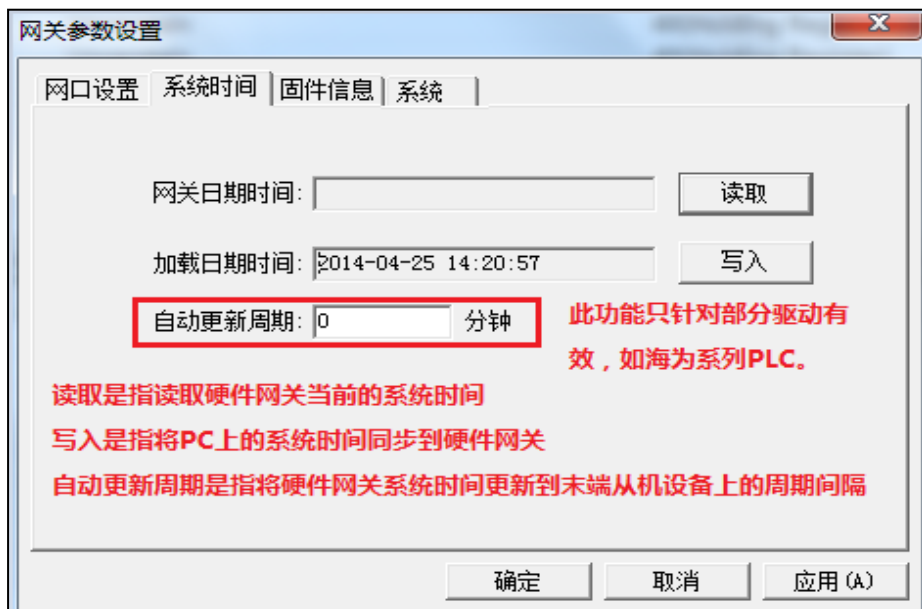 网关参数设置
网口设置 系统时间 固件信息 系统
网关日期时间: 读取
加载日期时间: 2014-04-25 14:20:57 写入
自动更新周期: 0 分钟
此功能只针对部分驱动有
效，如海为系列PLC。
读取是指读取硬件网关当前的系统时间
写入是指将PC上的系统时间同步到硬件网关
自动更新周期是指将硬件网关系统时间更新到末端从机设备上的周期间隔
确定 取消 应用(A)